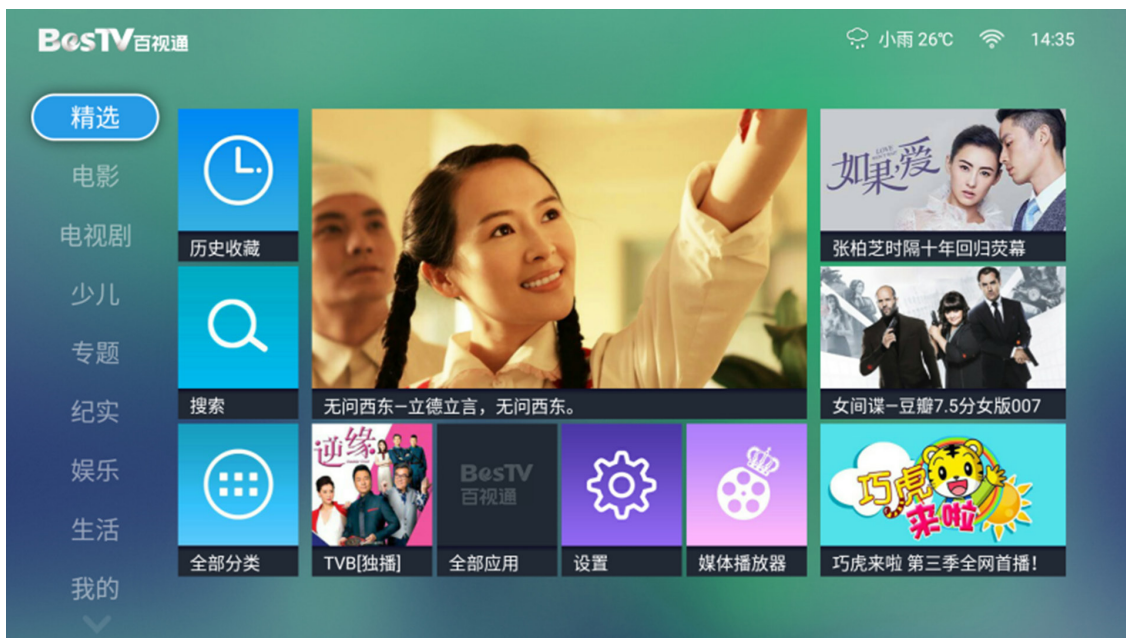 BesTV百视通
小雨 26℃
14:35
精选
电影
电视剧
少儿
专题
纪实
娱乐
生活
我的
历史收藏
搜索
全部分类
无问西东—立德立言，无问西东。
逆缘
TVB[独播]
BesTV
百视通
全部应用
设置
媒体播放器
如果，爱
张柏芝时隔十年回归荧幕
女间谍—豆瓣7.5分女版007
巧虎
来啦
巧虎来啦 第三季全网首播！